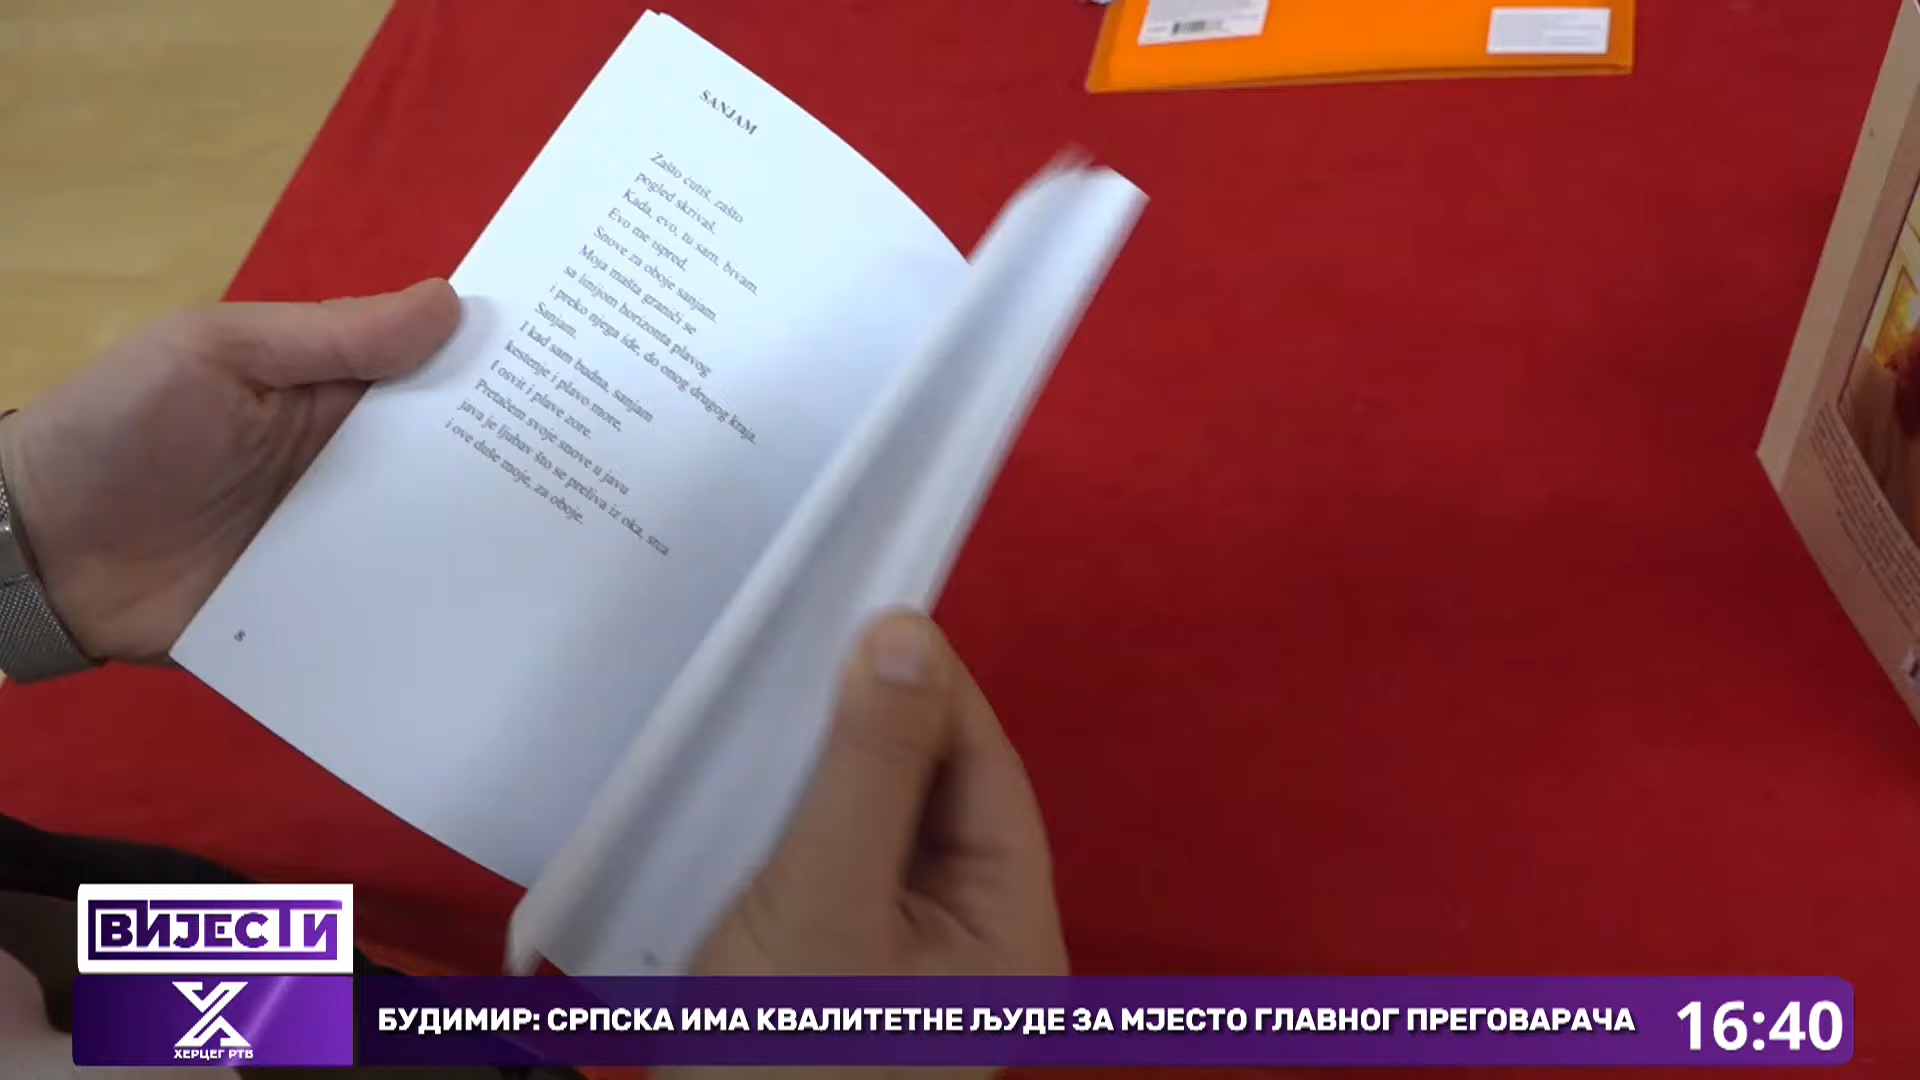 SANJAM
Zašto ćutiš, zašto
pogled skrivaš.
Kada, evo, tu sam, bivam.
Evo me ispred.
Snove za oboje sanjam.
Moja mašta graniči se
sa linijom horizonta plavog
i preko njega ide, do onog drugog kraja.
Sanjam.
I kad sam budna, sanjam
kestenje i plavo more,
I osvit i plave zore.
Pretačem svoje snove u javu
java je ljubav što se preliva iz oka, srca
i ove duše moje, za oboje.
8
ВИЈЕСТИ
ХЕРЦЕГ РТВ
БУДИМИР: СРПСКА ИМА КВАЛИТЕТНЕ ЉУДЕ ЗА МЈЕСТО ГЛАВНОГ ПРЕГОВАРАЧА
16:40